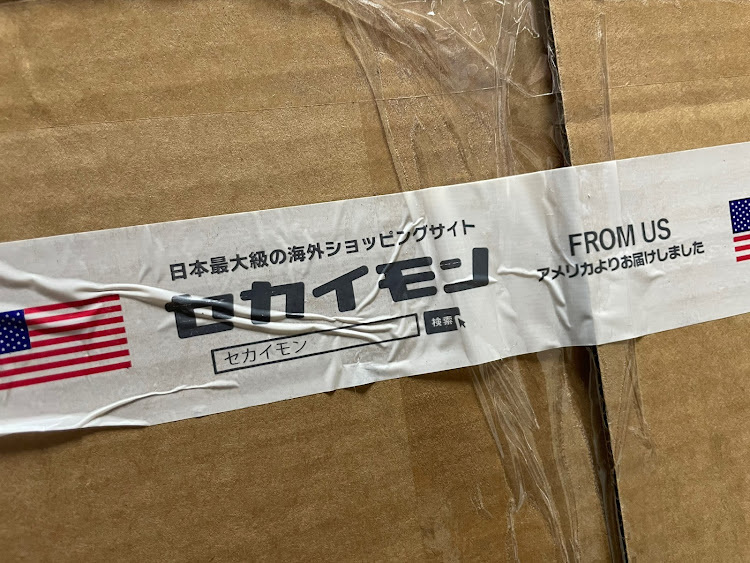 日本最大級の海外ショッピングサイト
セカイモン
セカイモン
検索
FROM US
アメリカよりお届けしました